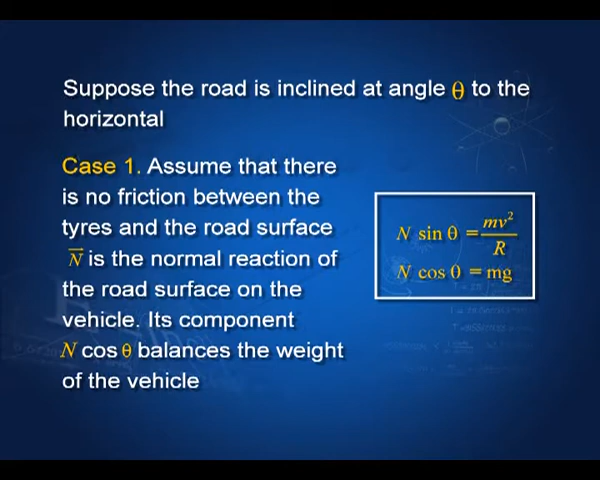 Suppose the road is inclined at angle θ to the
horizontal
Case 1. Assume that there
is no friction between the
tyres and the road surface
N⃗ is the normal reaction of
the road surface on the
vehicle. Its component
N cos θ balances the weight
of the vehicle
N sin θ = mv²/R
N cos θ = mg